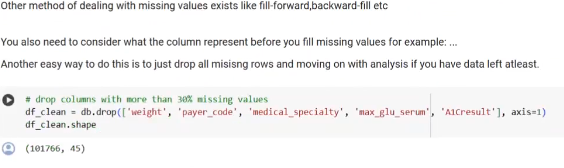 Other method of dealing with missing values exists like fill-forward,backward-fill etc
You also need to consider what the column represent before you fill missing values for example: ...
Another easy way to do this is to just drop all misisng rows and moving on with analysis if you have data left atleast.
# drop columns with more than 30% missing values
df_clean = db.drop(['weight', 'payer_code', 'medical_specialty', 'max_glu_serum', 'A1Cresult'], axis=1)
df_clean.shape
(101766, 45)